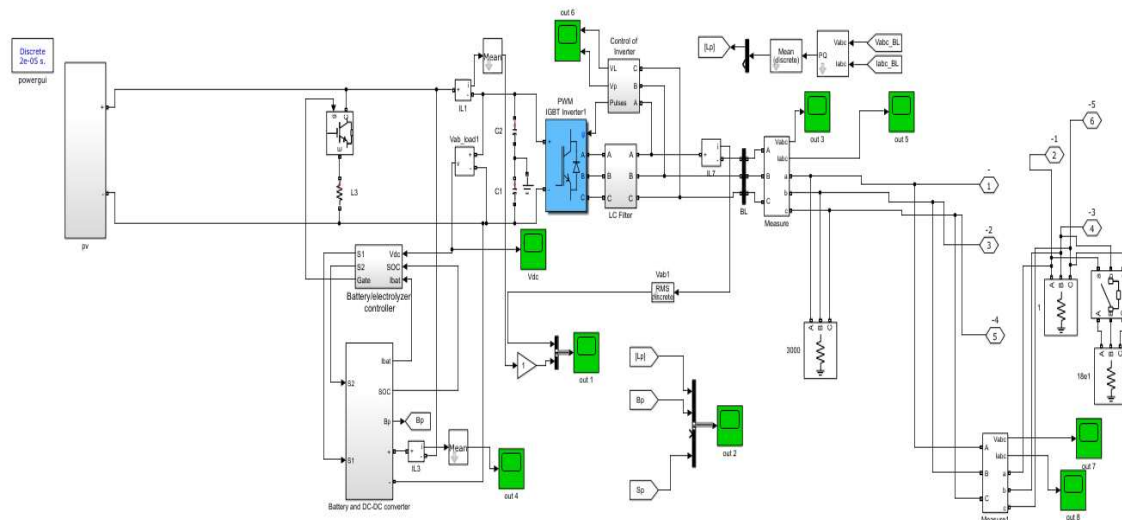 Discrete
2e-05 s.
powergui
pv
+
-
g
C
E
L3
Mean
IL1
i
+
-
Vab_load1
v
+
-
C2
C1
out 6
Control of
Inverter
VL
Vp
Pulses
C
B
A
PWM
IGBT Inverter1
g
+
-
A
B
C
A
B
C
A
B
C
LC Filter
[Lp]
Mean
(discrete)
PQ
Vabc
Iabc
Vabc_BL
Iabc_BL
i
+
-
IL2
BL
A
B
C
Vabc
Iabc
a
b
c
Measure
out 3
out 5
-
1
-1
2
-2
3
-3
4
-4
5
-5
6
S1
S2
Gate
Vdc
SOC
Ibat
Battery/electrolyzer
controller
Vdc
Vab1
RMS
discrete
1
out 1
S2
S1
Ibat
SOC
Bp
+
-
Battery and DC-DC converter
Bp
i
+
-
IL3
Mean
out 4
[Lp]
Bp
Sp
out 2
A
B
C
3000
A
B
C
1
A
B
C
18e1
A
B
C
Vabc
Iabc
a
b
c
Measure1
out 7
out 8